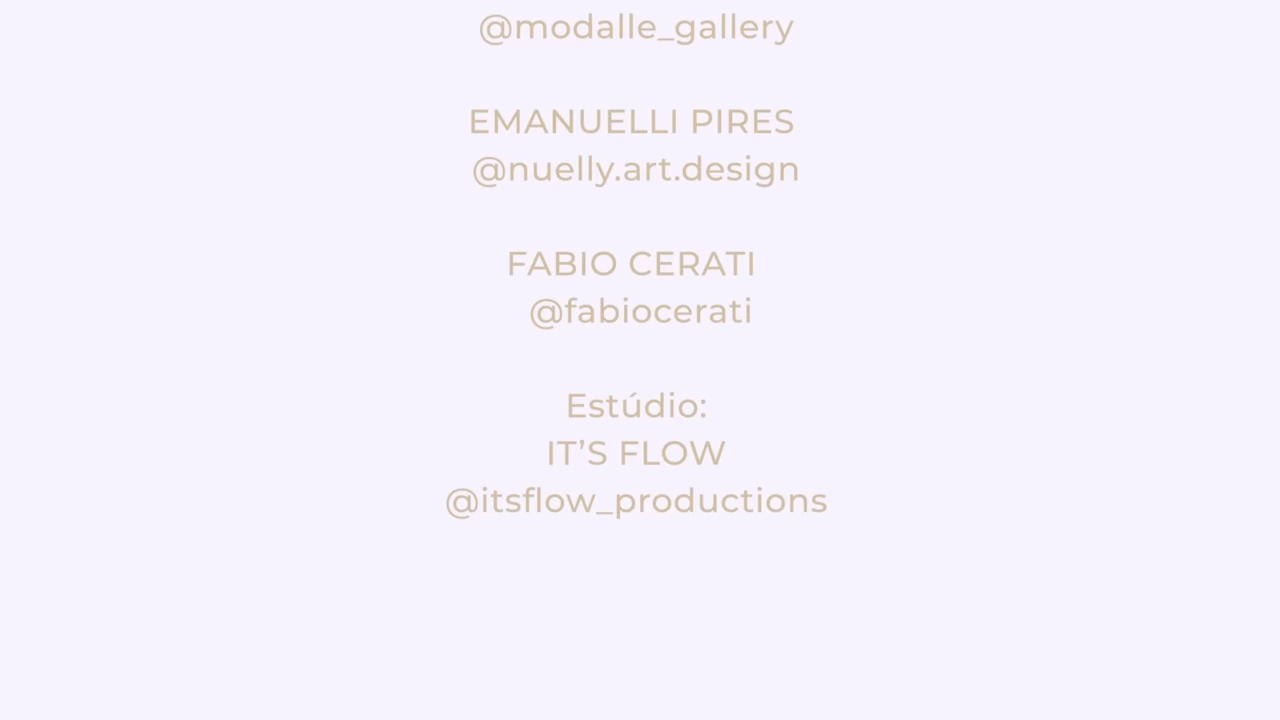 @modalle_gallery
EMANUELLI PIRES
@nuelly.art.design
FABIO CERATI
@fabiocerati
Estúdio:
IT’S FLOW
@itsflow_productions